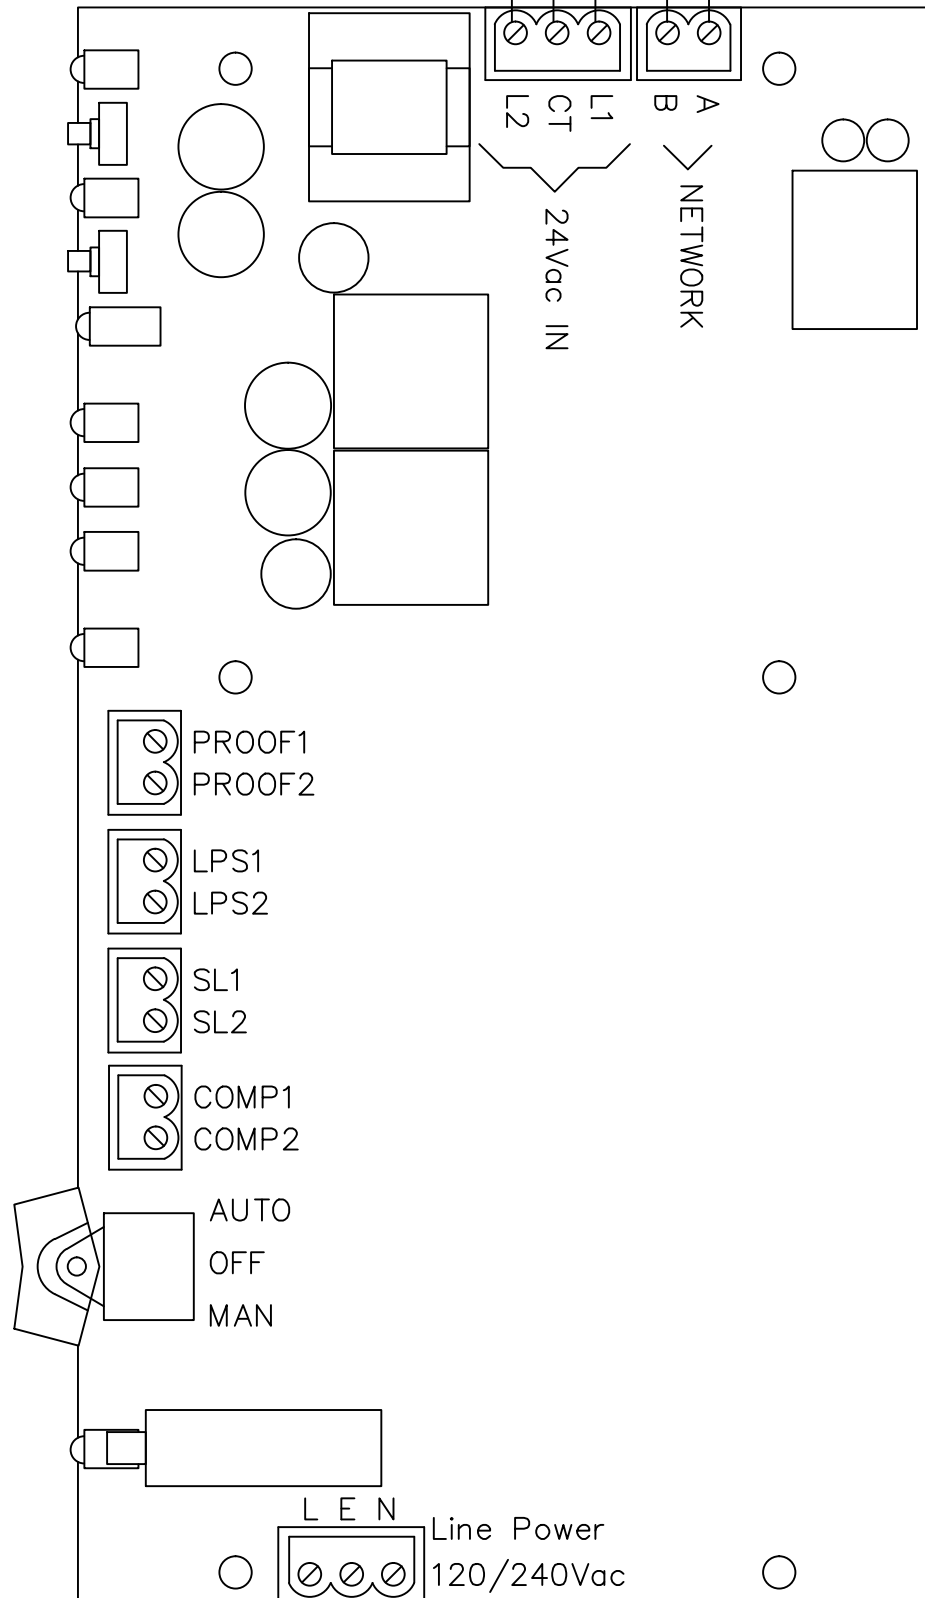 L2
CT
L1
B
A
24Vac IN
NETWORK
PROOF1
PROOF2
LPS1
LPS2
SL1
SL2
COMP1
COMP2
AUTO
OFF
MAN
L E N
Line Power
120/240Vac